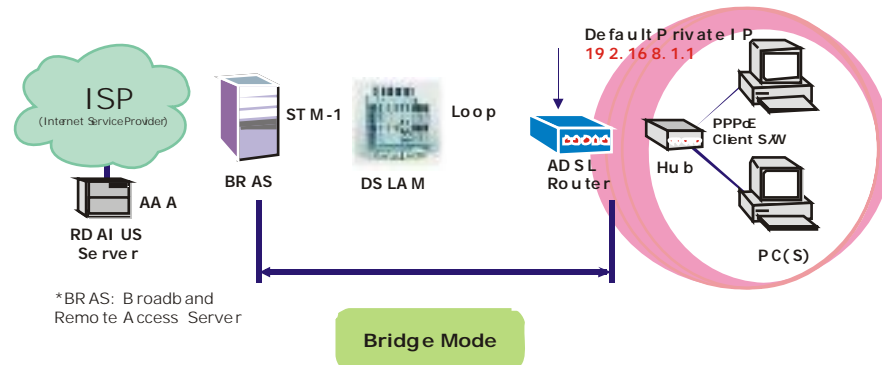 Default Private IP
192.168.1.1
ISP
(Internet Service Provider)
STM-1
Loop
PPPoE
Client S/W
Hub
ADSL
Router
BRAS
DSLAM
AAA
RDAIUS
Server
PC(S)
*BRAS: Broadband
Remote Access Server
Bridge Mode